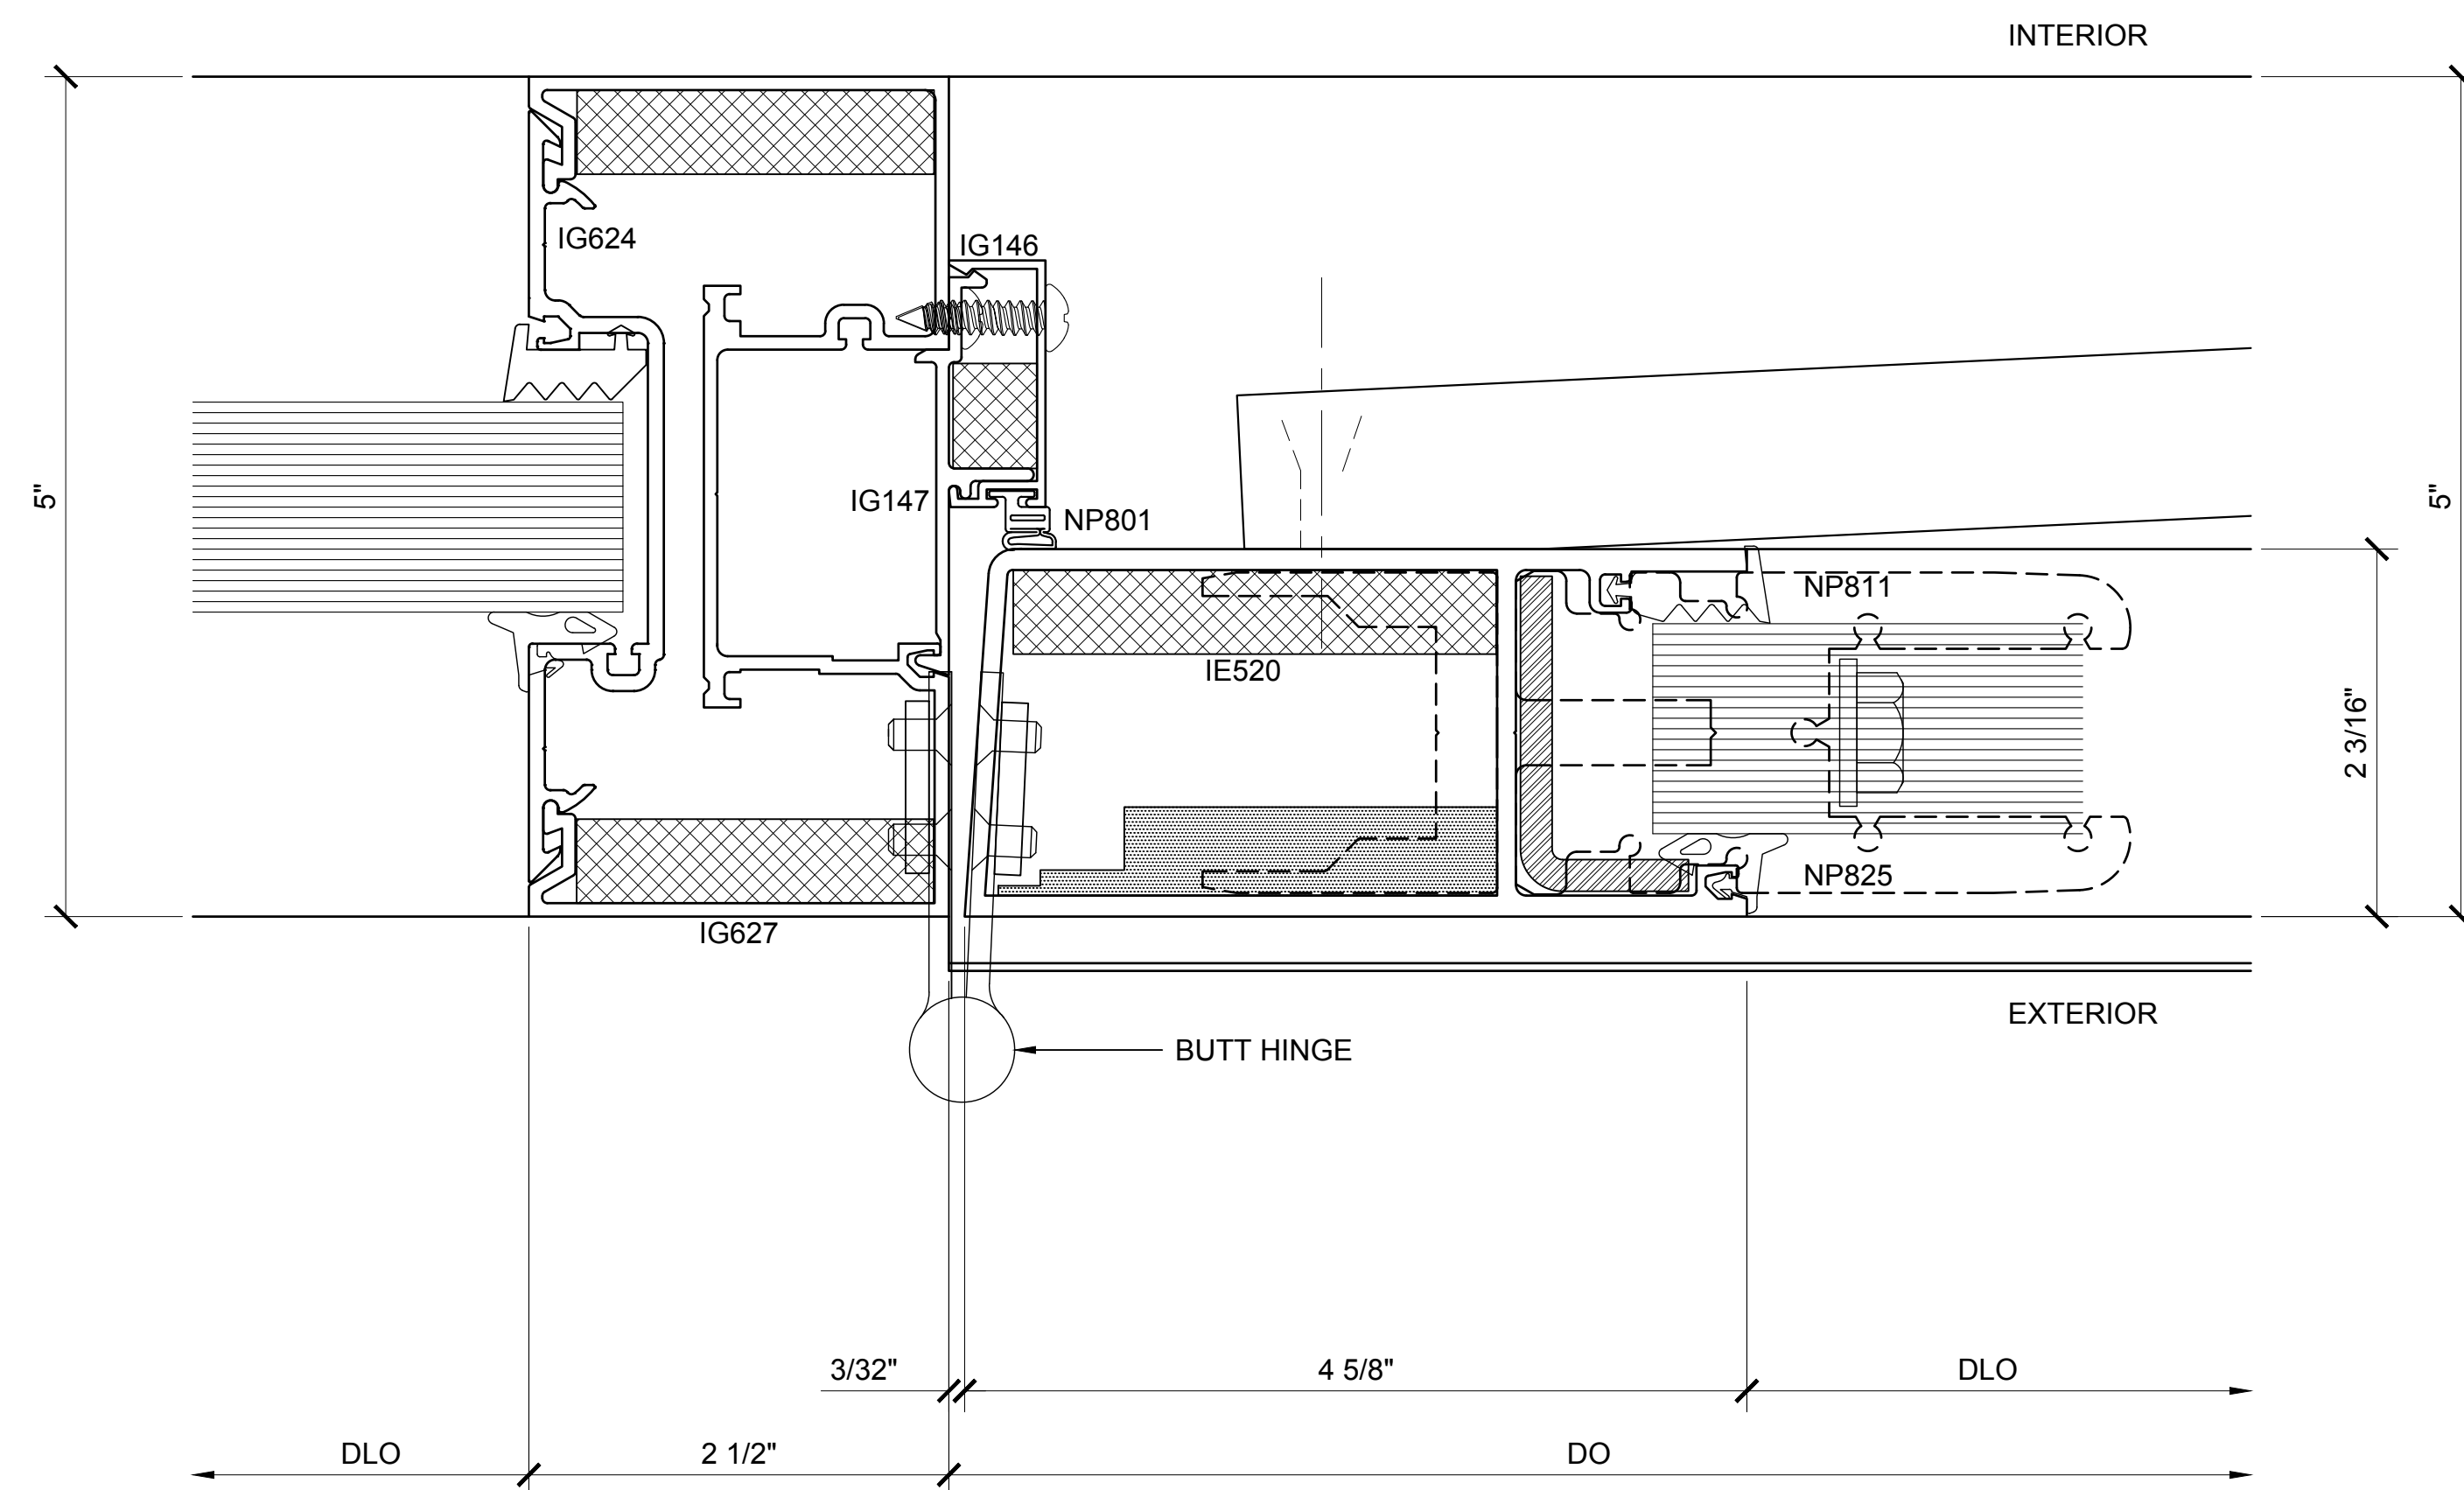 INTERIOR
IG624
IG146
5"
5"
IG147
NP801
NP811
IE520
2 3/16"
NP825
IG627
EXTERIOR
BUTT HINGE
3/32"
4 5/8"
DLO
DLO
2 1/2"
DO